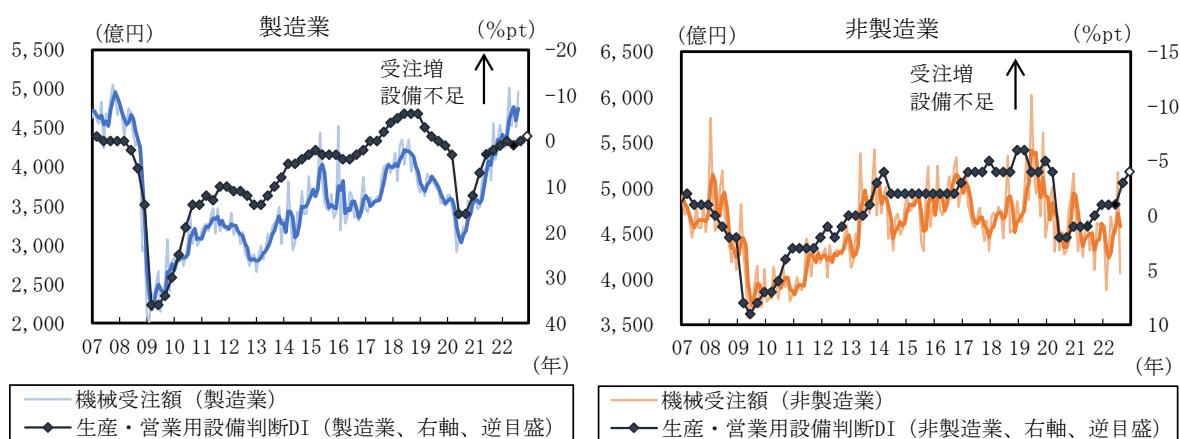 製造業
(億円)
(%pt)
5,500
5,000
4,500
4,000
3,500
3,000
2,500
2,000
-20
-10
0
10
20
30
40
受注増
設備不足
07 08 09 10 11 12 13 14 15 16 17 18 19 20 21 22
(年)
機械受注額(製造業)
生産・営業用設備判断DI(製造業、右軸、逆目盛)
非製造業
(億円)
(%pt)
6,500
6,000
5,500
5,000
4,500
4,000
3,500
-15
-10
-5
0
5
10
受注増
設備不足
07 08 09 10 11 12 13 14 15 16 17 18 19 20 21 22
(年)
機械受注額(非製造業)
生産・営業用設備判断DI(非製造業、右軸、逆目盛)